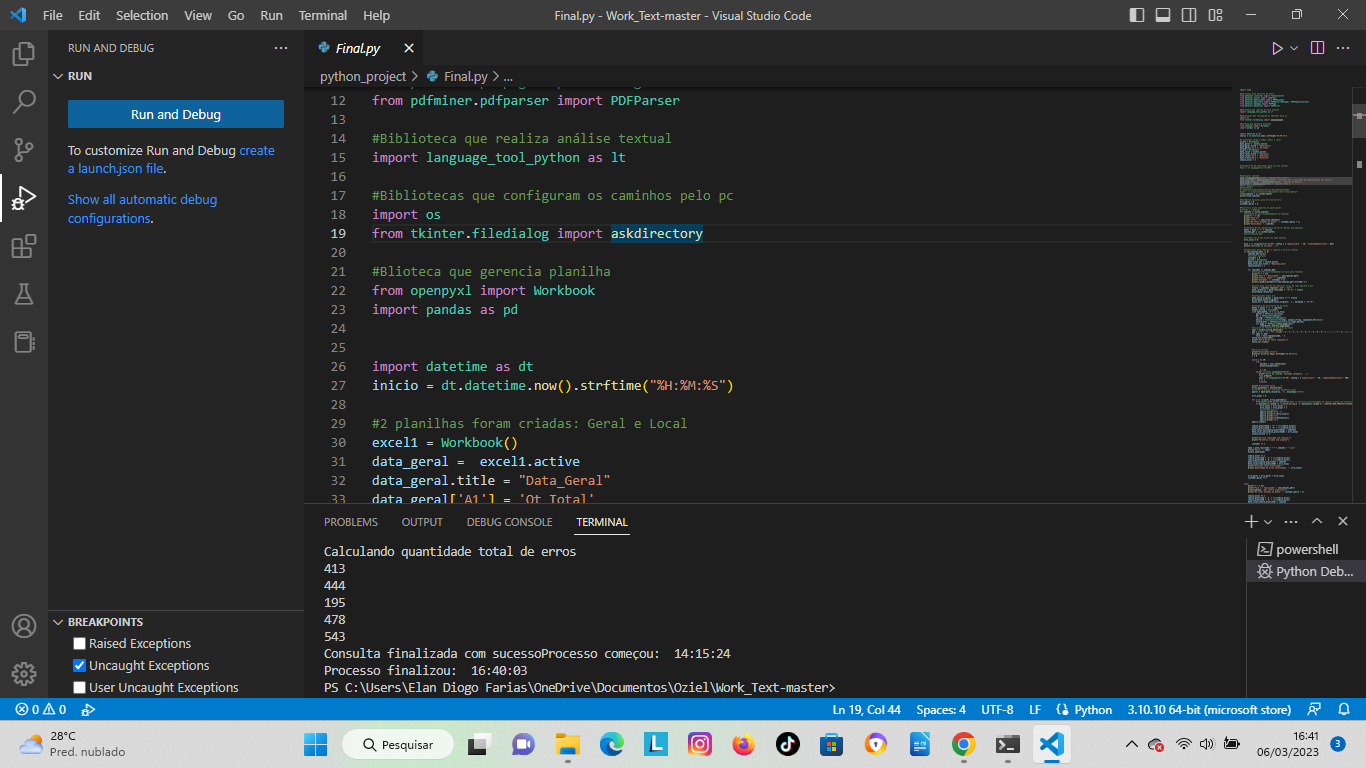 File Edit Selection View Go Run Terminal Help
Final.py - Work_Text-master - Visual Studio Code
RUN AND DEBUG
RUN
Run and Debug
To customize Run and Debug create
a launch.json file.
Show all automatic debug
configurations.
BREAKPOINTS
Raised Exceptions
Uncaught Exceptions
User Uncaught Exceptions
Final.py
python_project > Final.py > ...
12 from pdfminer.pdfparser import PDFParser
13
14 #Biblioteca que realiza análise textual
15 import language_tool_python as lt
16
17 #Bibliotecas que configuram os caminhos pelo pc
18 import os
19 from tkinter.filedialog import askdirectory
20
21 #Blioteca que gerencia planilha
22 from openpyxl import Workbook
23 import pandas as pd
24
25
26 import datetime as dt
27 inicio = dt.datetime.now().strftime("%H:%M:%S")
28
29 #2 planilhas foram criadas: Geral e Local
30 excel1 = Workbook()
31 data_geral =  excel1.active
32 data_geral.title = "Data_Geral"
33 data_geral['A1'] = 'Qt_Total'
PROBLEMS OUTPUT DEBUG CONSOLE TERMINAL
Calculando quantidade total de erros
413
444
195
478
543
Consulta finalizada com sucessoProcesso começou:  14:15:24
Processo finalizou:  16:40:03
PS C:\Users\Elan Diogo Farias\OneDrive\Documentos\Oziel\Work_Text-master>
powershell
Python Deb...
0 0
Ln 19, Col 44 Spaces: 4 UTF-8 LF Python 3.10.10 64-bit (microsoft store)
28°C
Pred. nublado
Pesquisar
16:41
06/03/2023
3